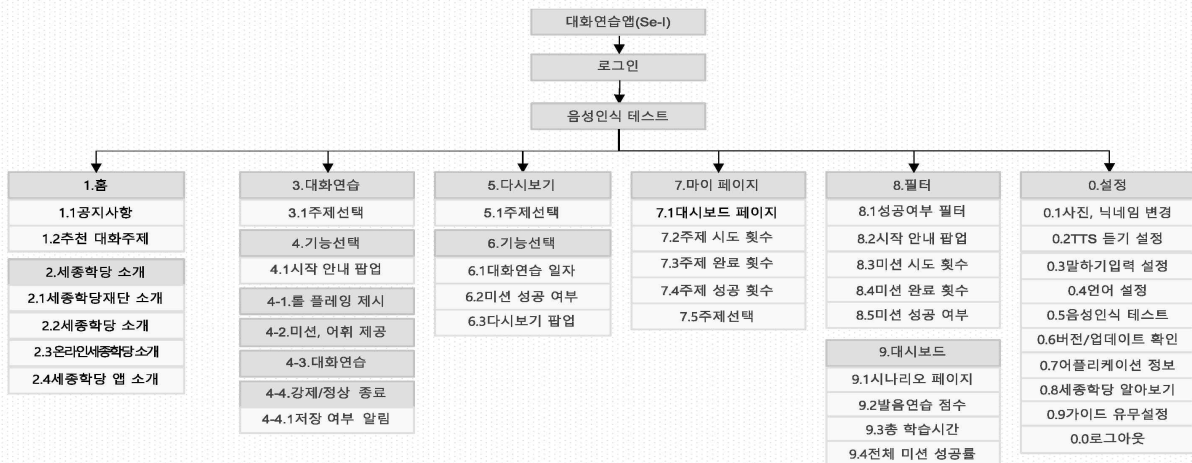 대화연습앱(Se-I)
로그인
음성인식 테스트
1.홈
1.1공지사항
1.2추천 대화주제
2.세종학당 소개
2.1세종학당재단 소개
2.2세종학당 소개
2.3온라인세종학당소개
2.4세종학당 앱 소개
3.대화연습
3.1주제선택
4.기능선택
4.1시작 안내 팝업
4-1.롤 플레잉 제시
4-2.미션, 어휘 제공
4-3.대화연습
4-4.강제/정상 종료
4-4.1저장 여부 알림
5.다시보기
5.1주제선택
6.기능선택
6.1대화연습 일자
6.2미션 성공 여부
6.3다시보기 팝업
7.마이 페이지
7.1대시보드 페이지
7.2주제 시도 횟수
7.3주제 완료 횟수
7.4주제 성공 횟수
7.5주제선택
8.필터
8.1성공여부 필터
8.2시작 안내 팝업
8.3미션 시도 횟수
8.4미션 완료 횟수
8.5미션 성공 여부
9.대시보드
9.1시나리오 페이지
9.2발음연습 점수
9.3총 학습시간
9.4전체 미션 성공률
0.설정
0.1사진, 닉네임 변경
0.2TTS 듣기 설정
0.3말하기입력 설정
0.4언어 설정
0.5음성인식 테스트
0.6버전/업데이트 확인
0.7어플리케이션 정보
0.8세종학당 알아보기
0.9가이드 유무설정
0.0로그아웃